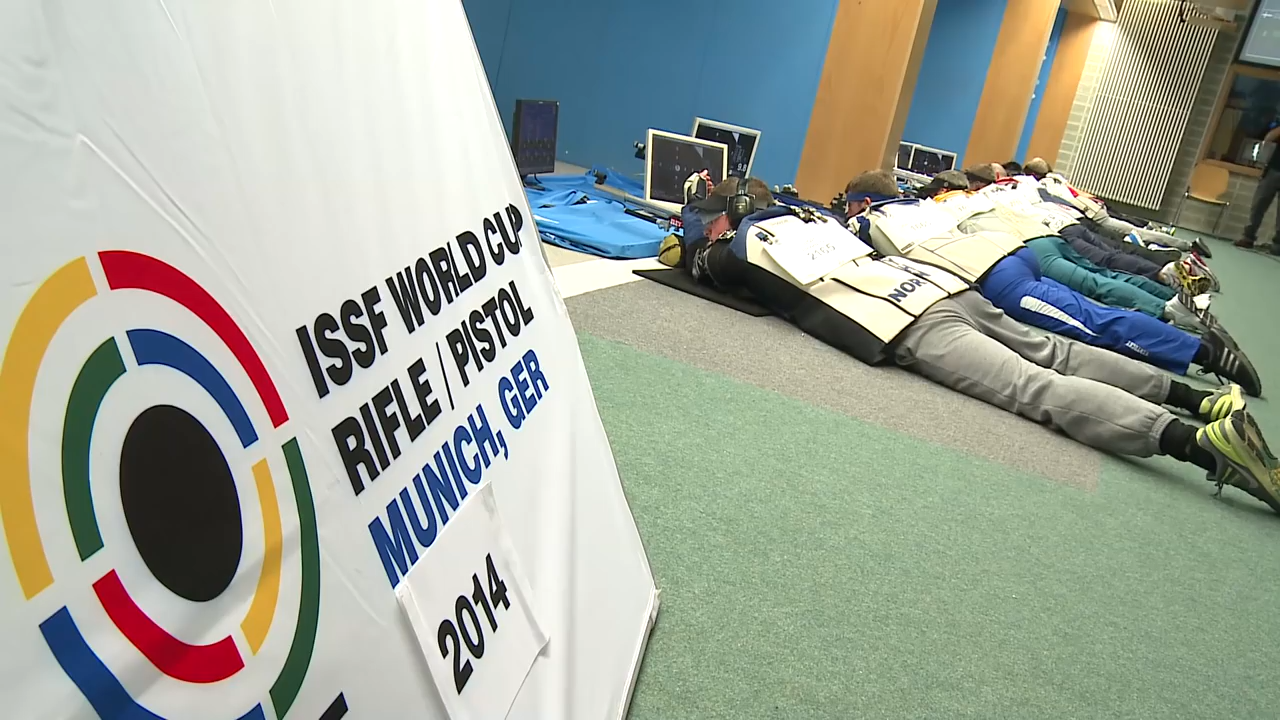 ISSF WORLD CUP
RIFLE / PISTOL
MUNICH, GER
2014
NOR